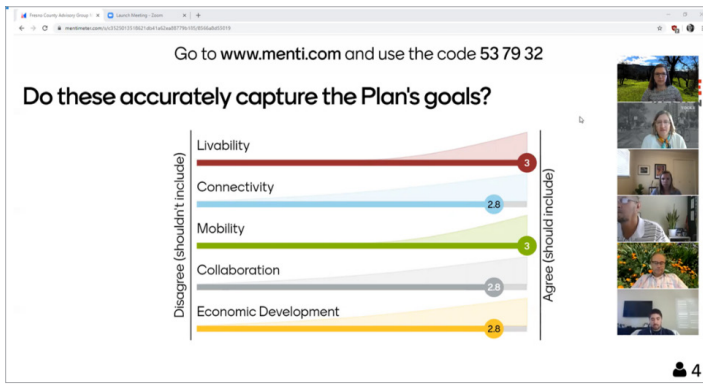 Fresno County Advisory Group
Launch Meeting - Zoom
Go to www.menti.com and use the code 53 79 32
Do these accurately capture the Plan's goals?
Disagree (shouldn't include)
Livability
3
Connectivity
2.8
Mobility
3
Collaboration
2.8
Economic Development
2.8
Agree (should include)
4